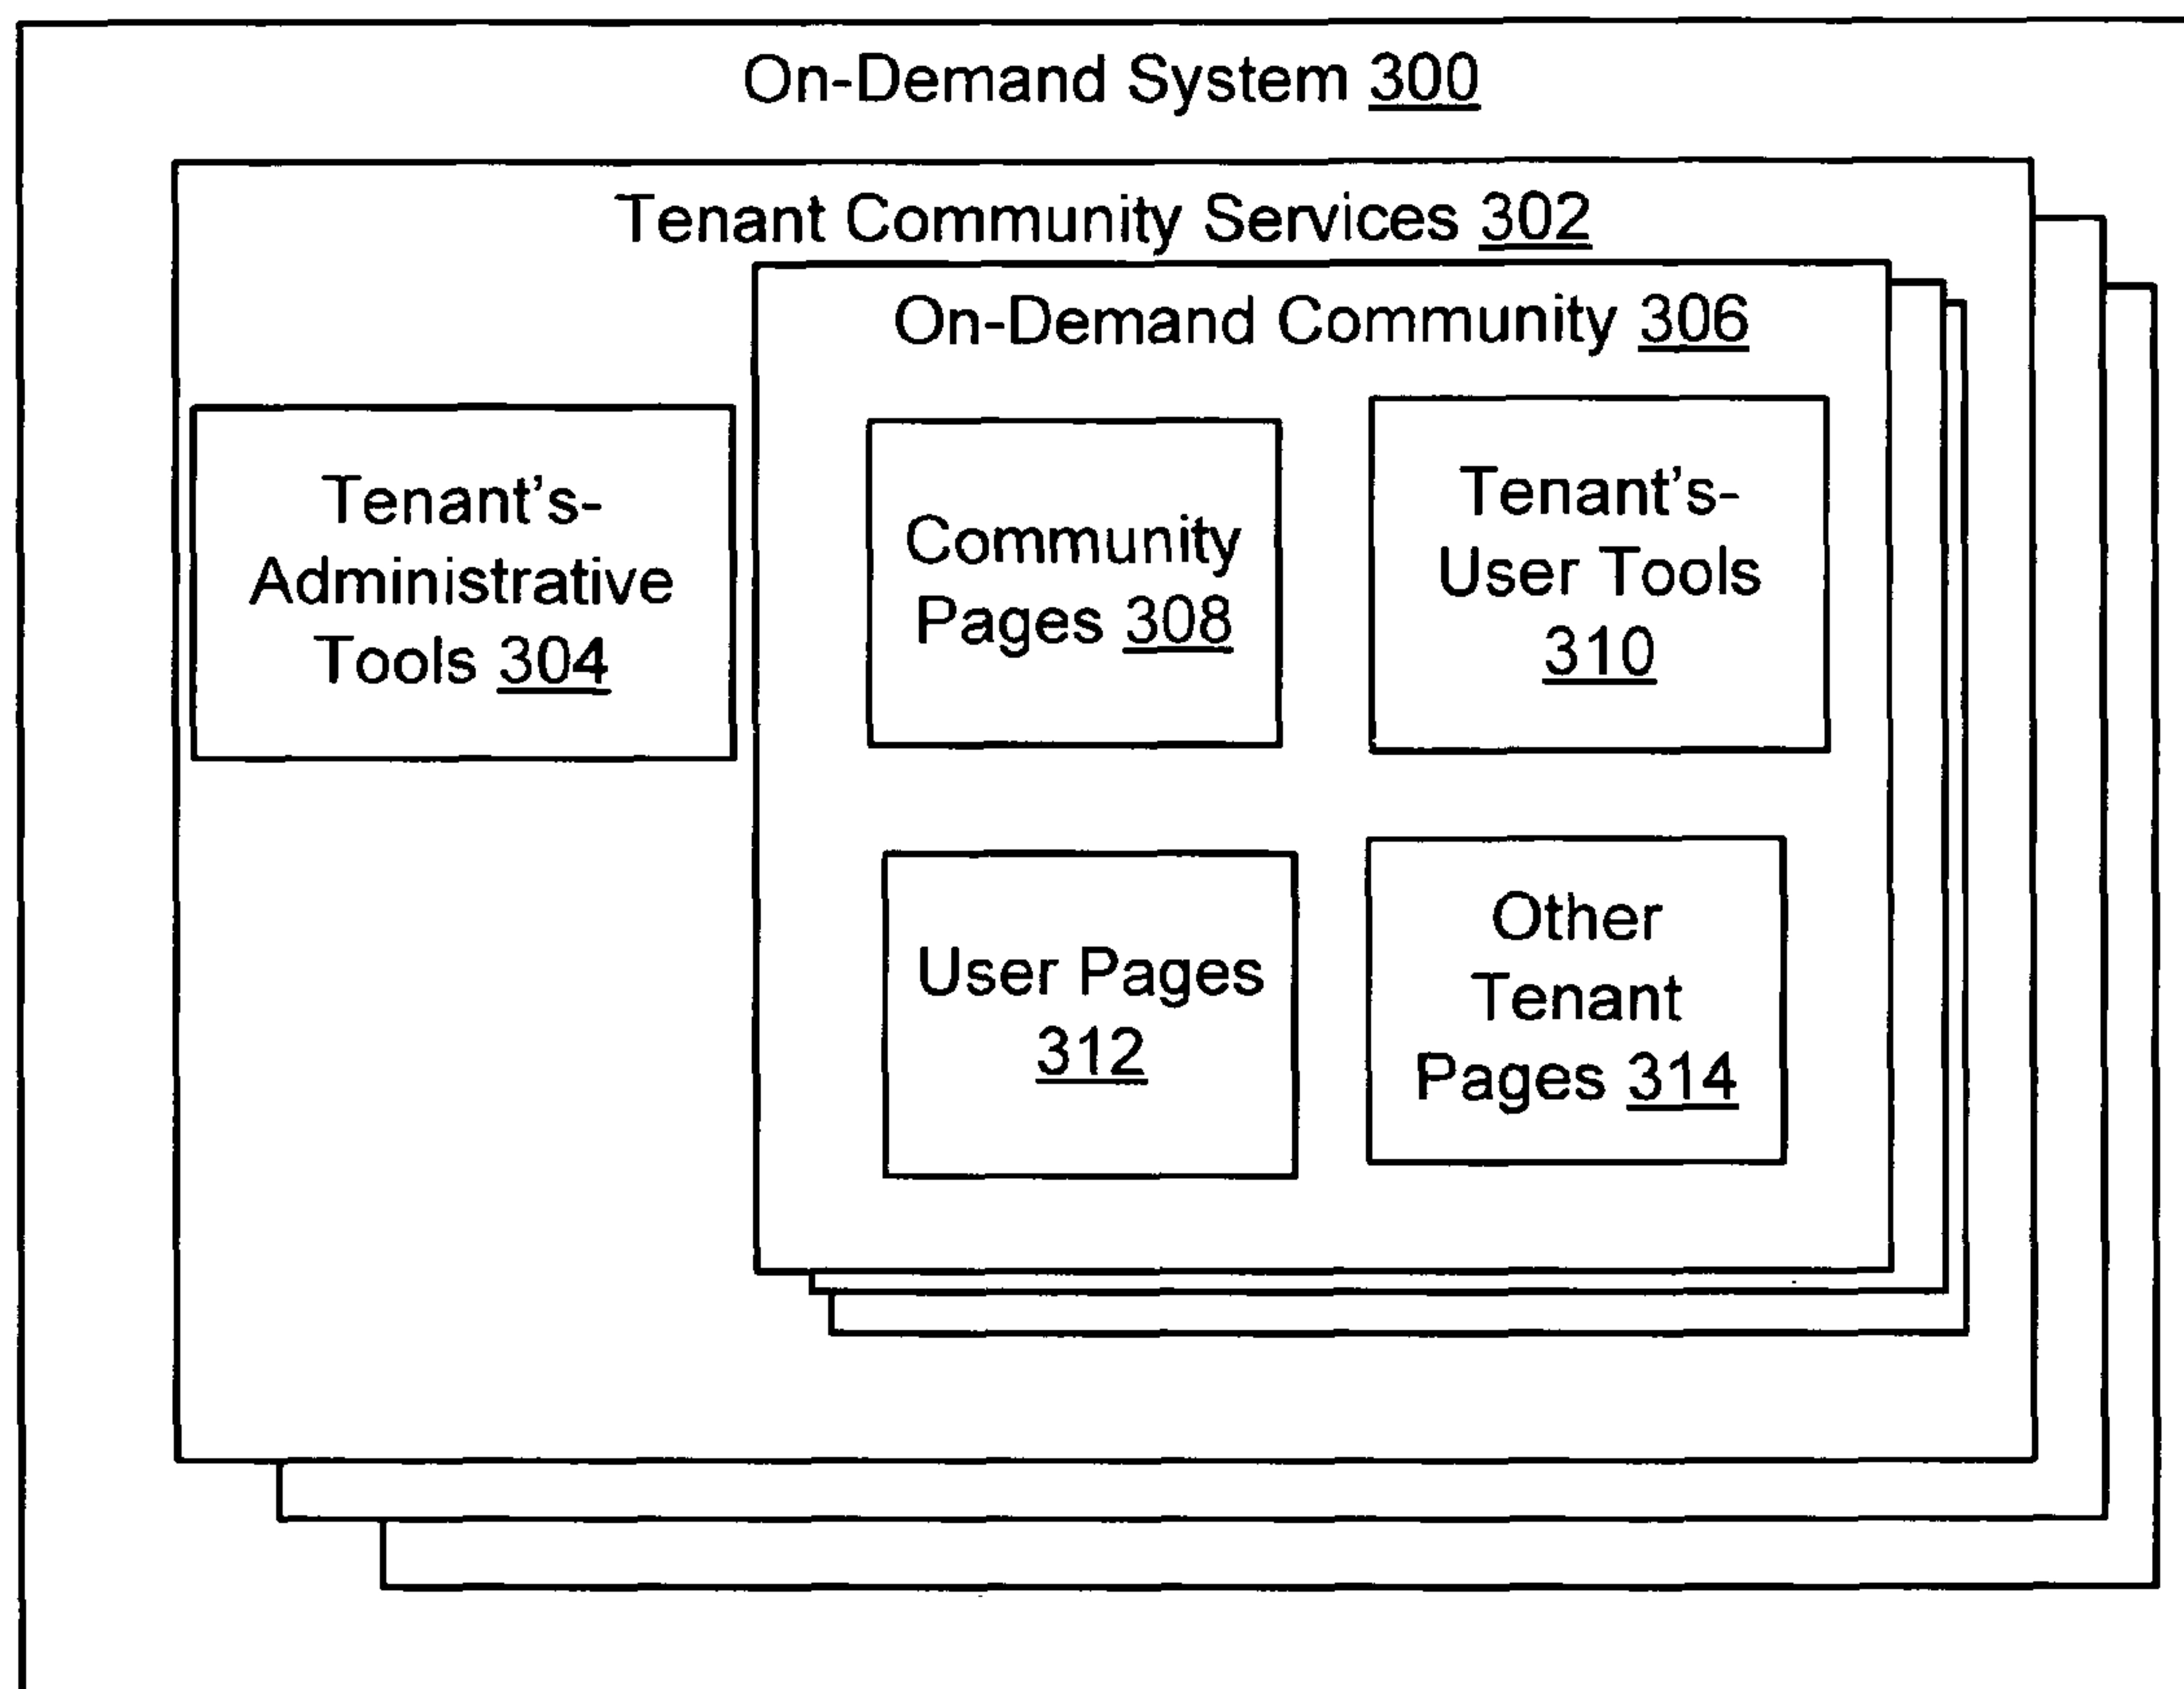 On-Demand System 300
Tenant Community Services 302
On-Demand Community 306
Tenant's-
Administrative
Tools 304
Community
Pages 308
Tenant's-
User Tools
310
User Pages
312
Other
Tenant
Pages 314